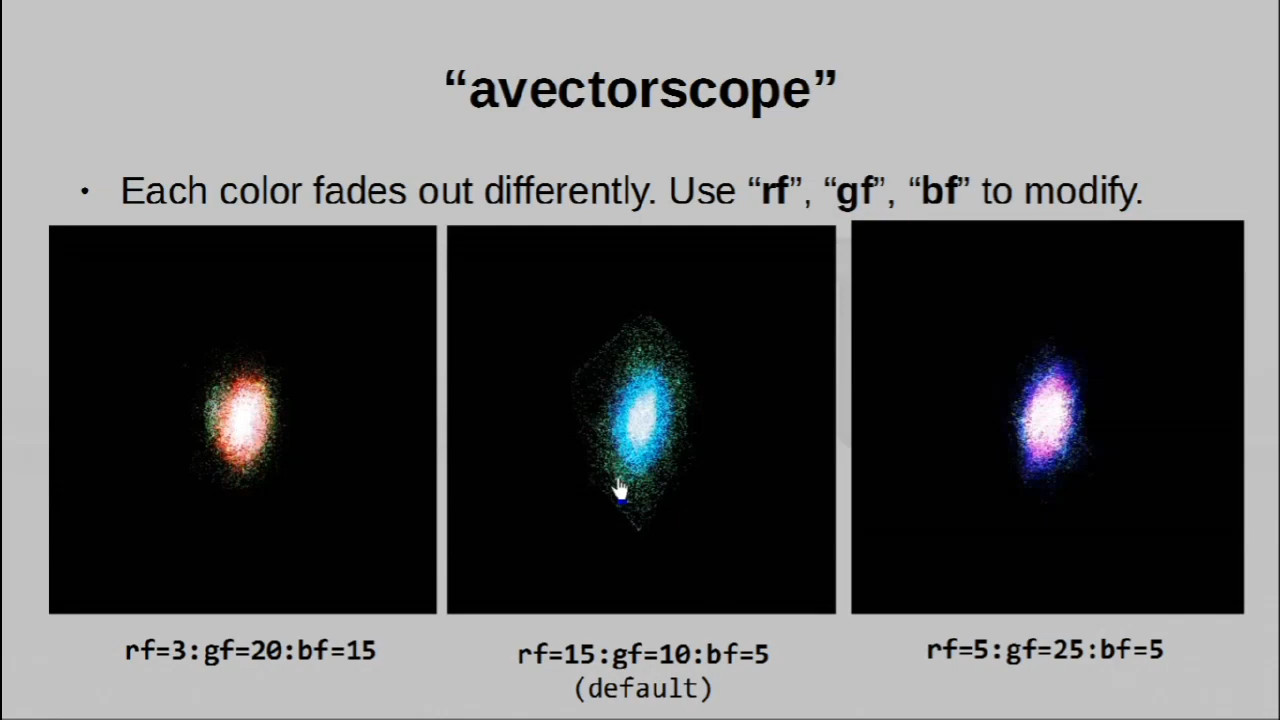 “avectorscope”
• Each color fades out differently. Use “rf”, “gf”, “bf” to modify.
rf=3:gf=20:bf=15
rf=15:gf=10:bf=5
(default)
rf=5:gf=25:bf=5